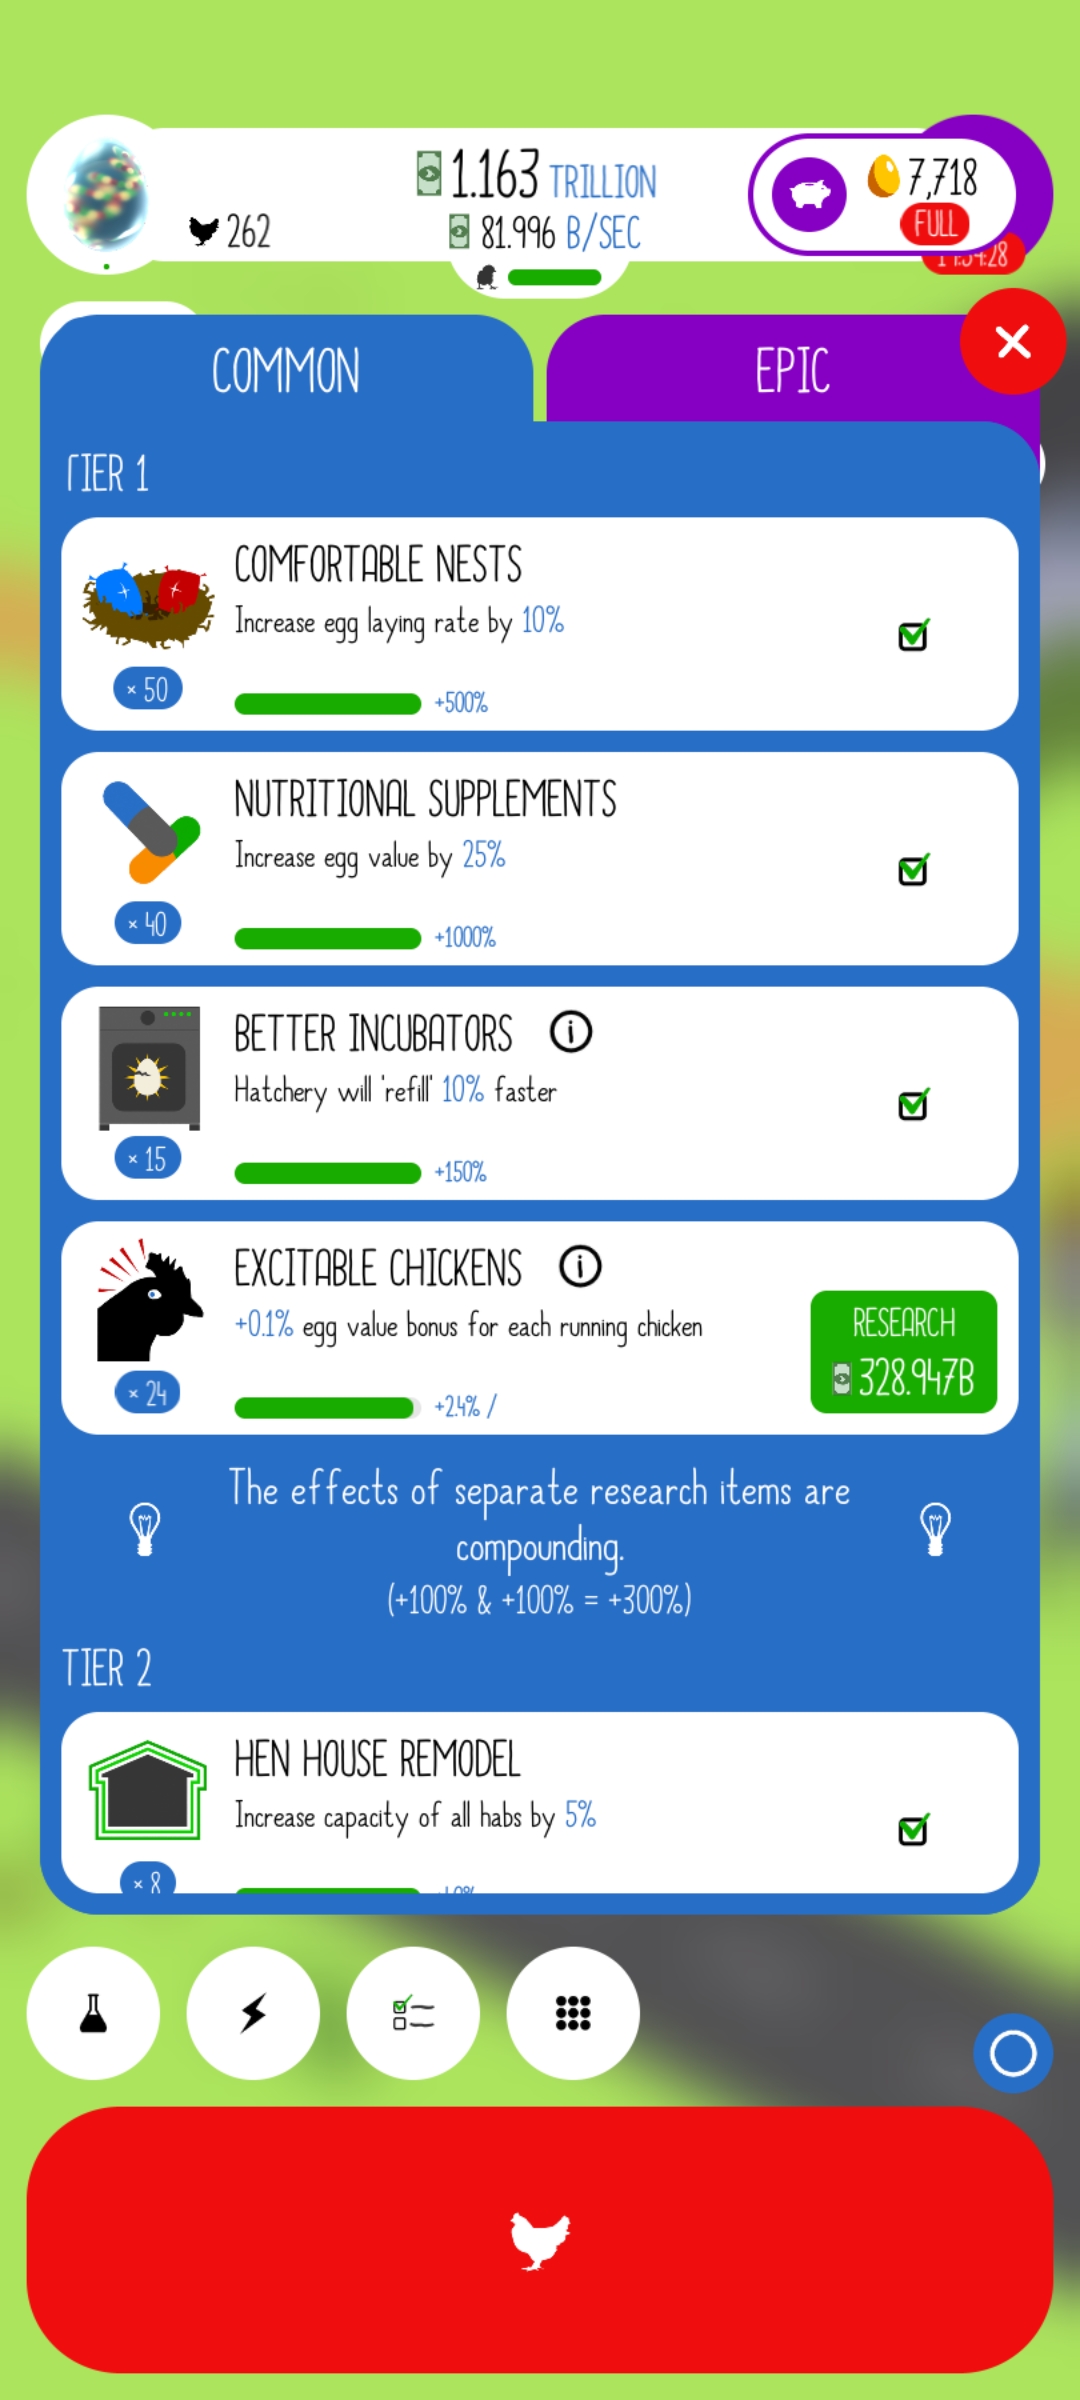 1.163 TRILLION
7,718
262
81.996 B/SEC
FULL
COMMON
EPIC
TIER 1
COMFORTABLE NESTS
Increase egg laying rate by 10%
× 50
+500%
NUTRITIONAL SUPPLEMENTS
Increase egg value by 25%
× 40
+1000%
BETTER INCUBATORS
Hatchery will 'refill' 10% faster
× 15
+150%
EXCITABLE CHICKENS
+0.1% egg value bonus for each running chicken
RESEARCH
328.947B
× 24
+2.4% /
The effects of separate research items are
compounding.
(+100% & +100% = +300%)
TIER 2
HEN HOUSE REMODEL
Increase capacity of all habs by 5%
× 8